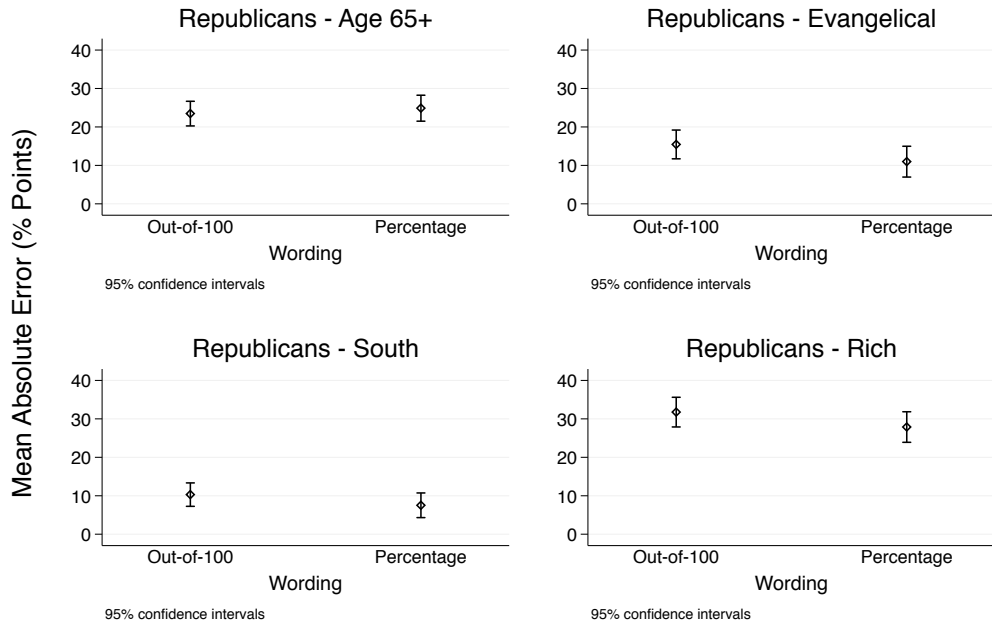 Mean Absolute Error (% Points)
Republicans - Age 65+
40
30
20
10
0
Out-of-100 Percentage
Wording
95% confidence intervals
Republicans - Evangelical
40
30
20
10
0
Out-of-100 Percentage
Wording
95% confidence intervals
Republicans - South
40
30
20
10
0
Out-of-100 Percentage
Wording
95% confidence intervals
Republicans - Rich
40
30
20
10
0
Out-of-100 Percentage
Wording
95% confidence intervals